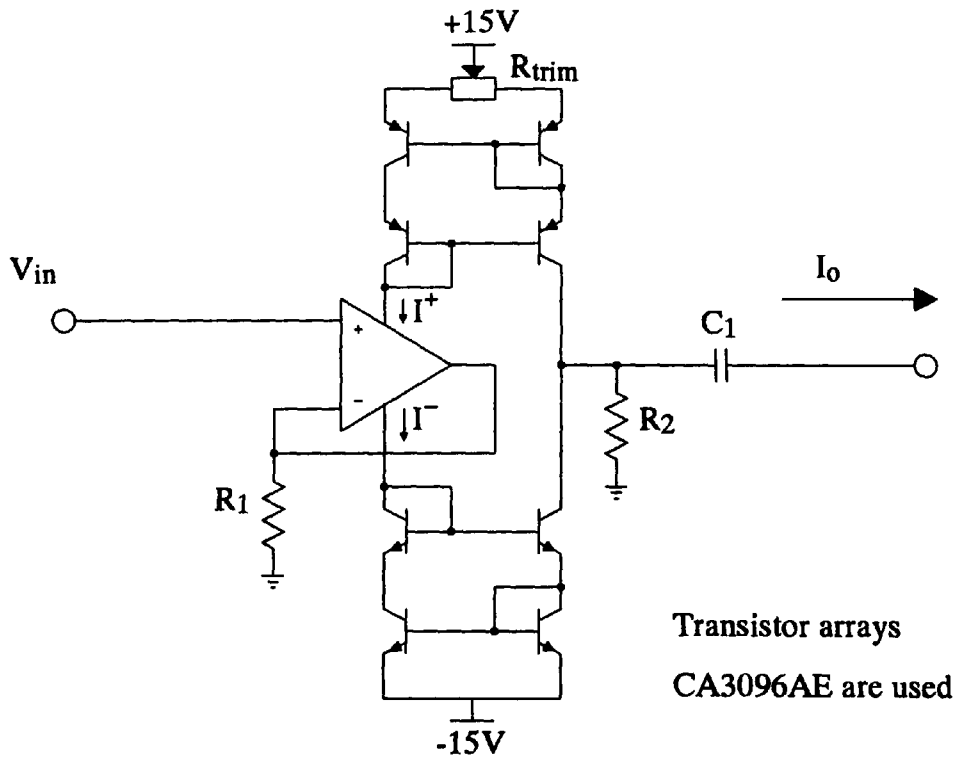 +15V
Rtrim
Vin
I+
Io
C1
+
-
I-
R2
R1
Transistor arrays
CA3096AE are used
-15V